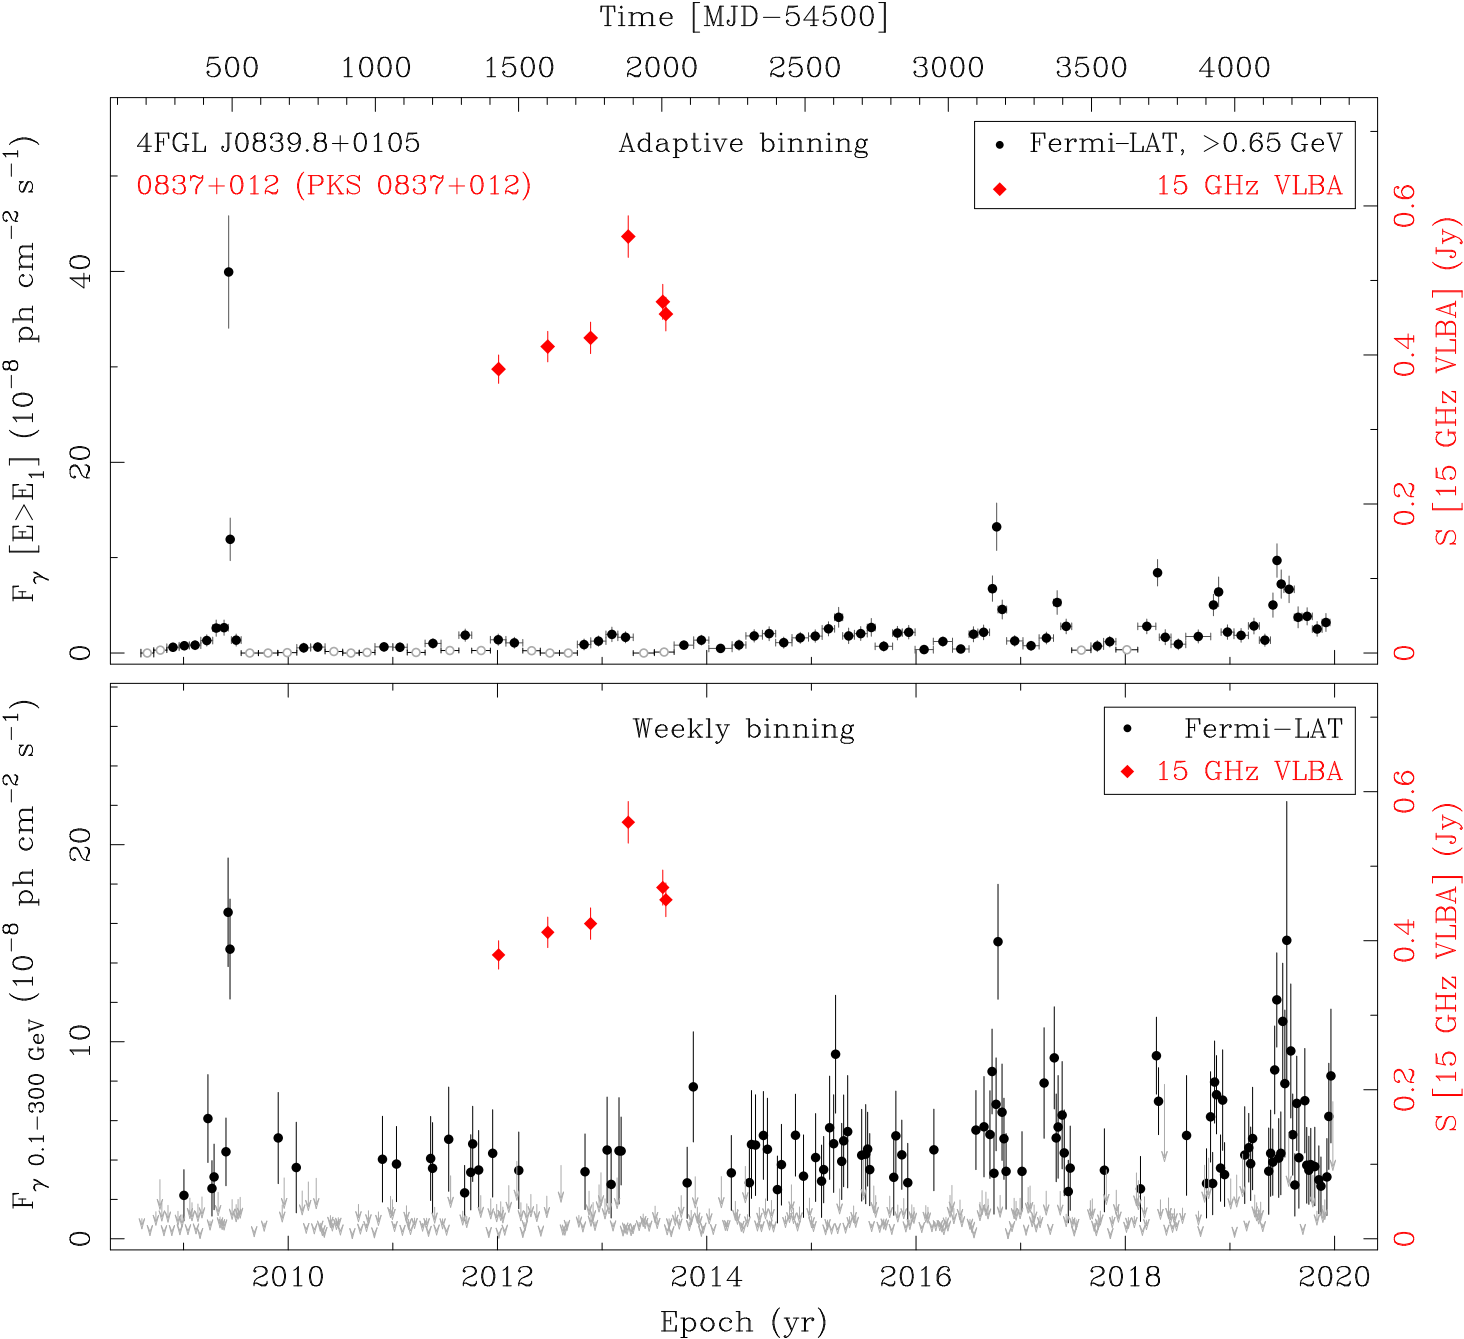 Time [MJD−54500]
500 1000 1500 2000 2500 3000 3500 4000
4FGL J0839.8+0105
Adaptive binning
Fermi−LAT, >0.65 GeV
0837+012 (PKS 0837+012)
15 GHz VLBA
F_γ [E>E_1] (10^−8 ph cm^−2 s^−1)
40
20
0
0.6
0.4
0.2
0
S [15 GHz VLBA] (Jy)
Weekly binning
Fermi−LAT
15 GHz VLBA
F_γ 0.1−300 GeV (10^−8 ph cm^−2 s^−1)
20
10
0
0.6
0.4
0.2
0
S [15 GHz VLBA] (Jy)
2010 2012 2014 2016 2018 2020
Epoch (yr)